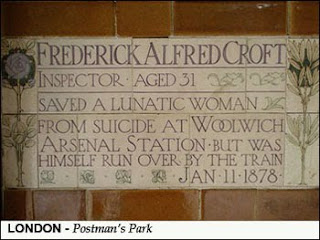 FREDERICK ALFRED CROFT
INSPECTOR · AGED 31
SAVED A LUNATIC WOMAN
FROM SUICIDE AT WOOLWICH
ARSENAL STATION · BUT WAS
HIMSELF RUN OVER BY THE TRAIN
JAN · 11 · 1878 ·
LONDON - Postman's Park